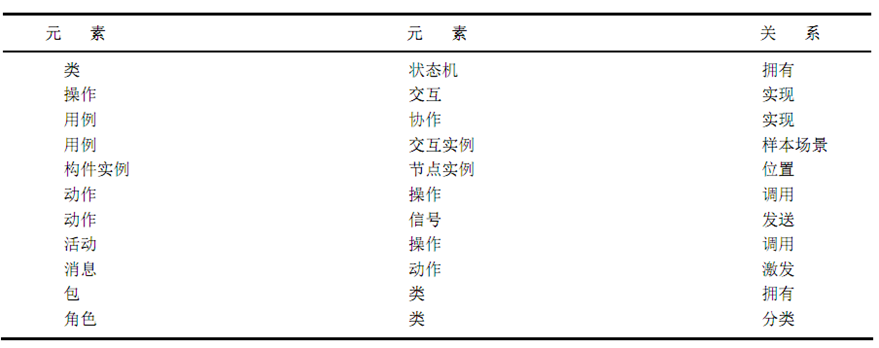 元 素 元 素 关 系
类 状态机 拥有
操作 交互 实现
用例 协作 实现
用例 交互实例 样本场景
构件实例 节点实例 位置
动作 操作 调用
动作 信号 发送
活动 操作 调用
消息 动作 激发
包 类 拥有
角色 类 分类